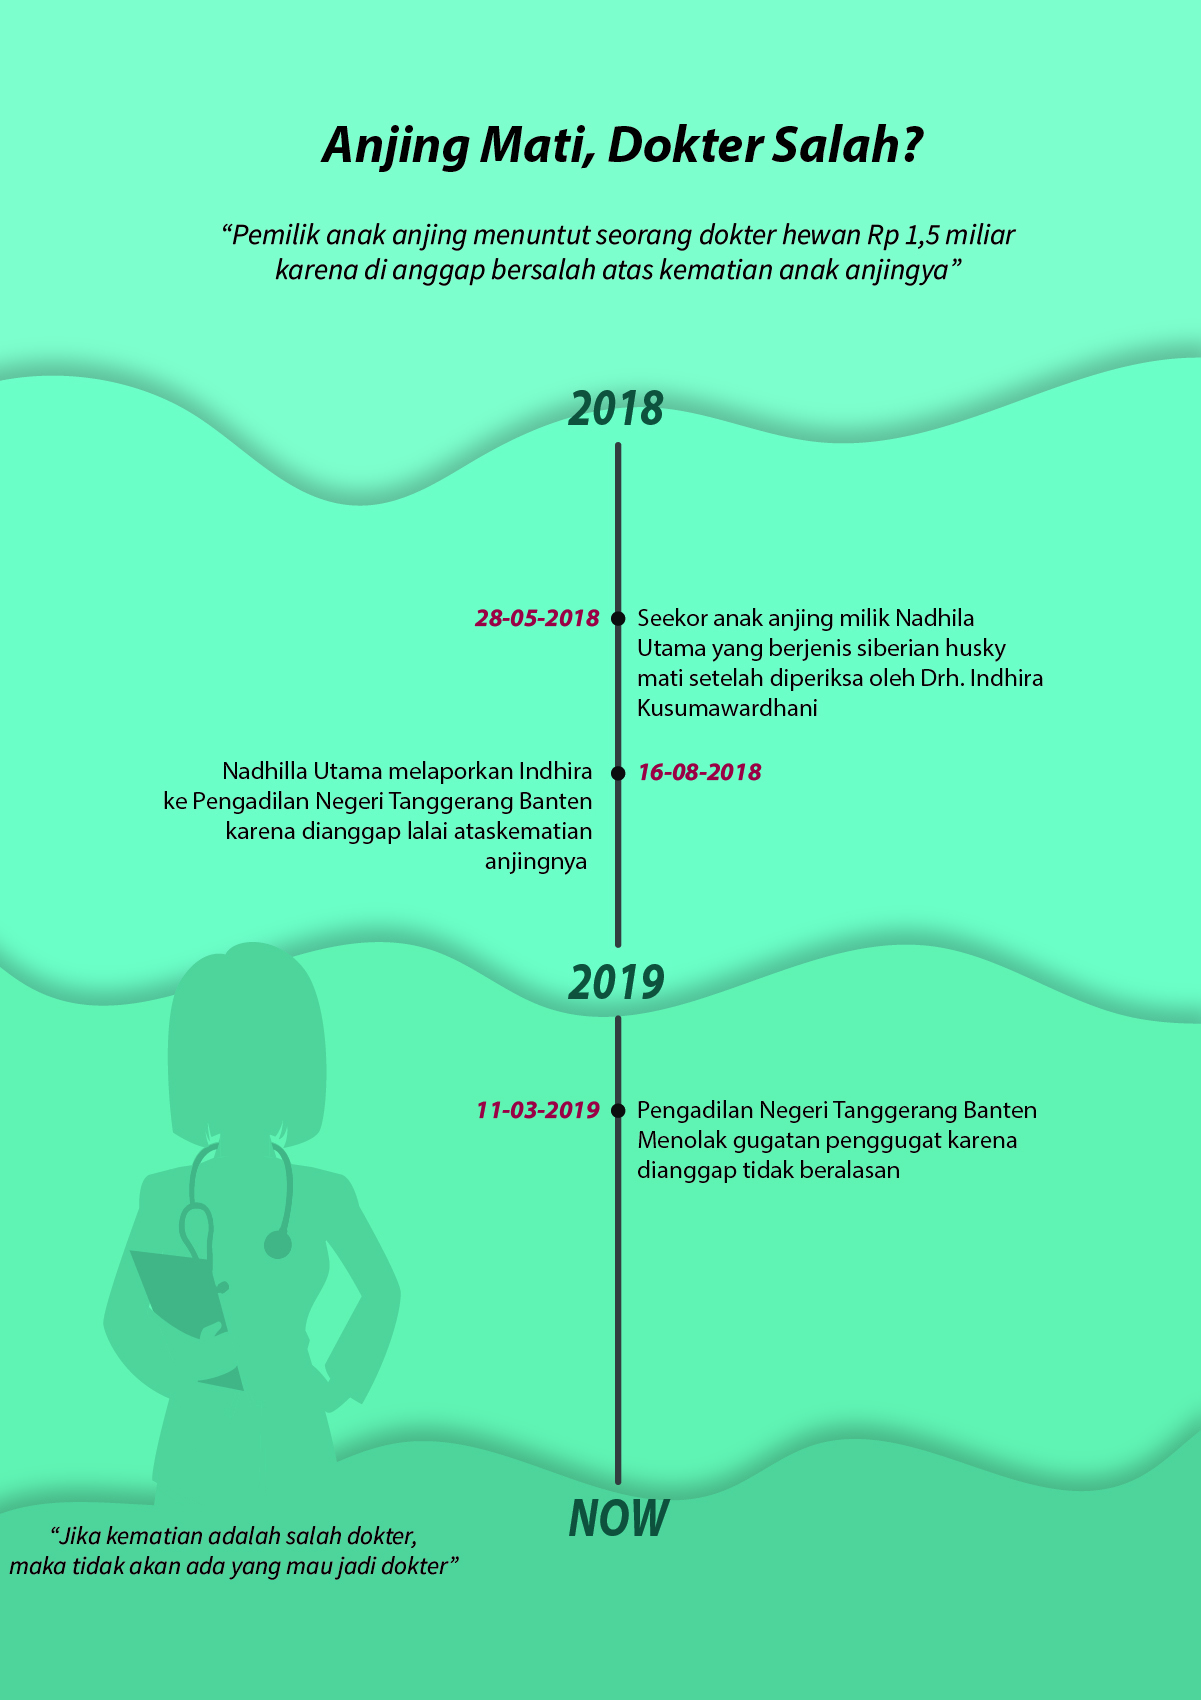 Anjing Mati, Dokter Salah?
“Pemilik anak anjing menuntut seorang dokter hewan Rp 1,5 miliar
karena di anggap bersalah atas kematian anak anjingya”
2018
28-05-2018
Seekor anak anjing milik Nadhila
Utama yang berjenis siberian husky
mati setelah diperiksa oleh Drh. Indhira
Kusumawardhani
16-08-2018
Nadhilla Utama melaporkan Indhira
ke Pengadilan Negeri Tanggerang Banten
karena dianggap lalai ataskematian
anjingnya
2019
11-03-2019
Pengadilan Negeri Tanggerang Banten
Menolak gugatan penggugat karena
dianggap tidak beralasan
NOW
“Jika kematian adalah salah dokter,
maka tidak akan ada yang mau jadi dokter”